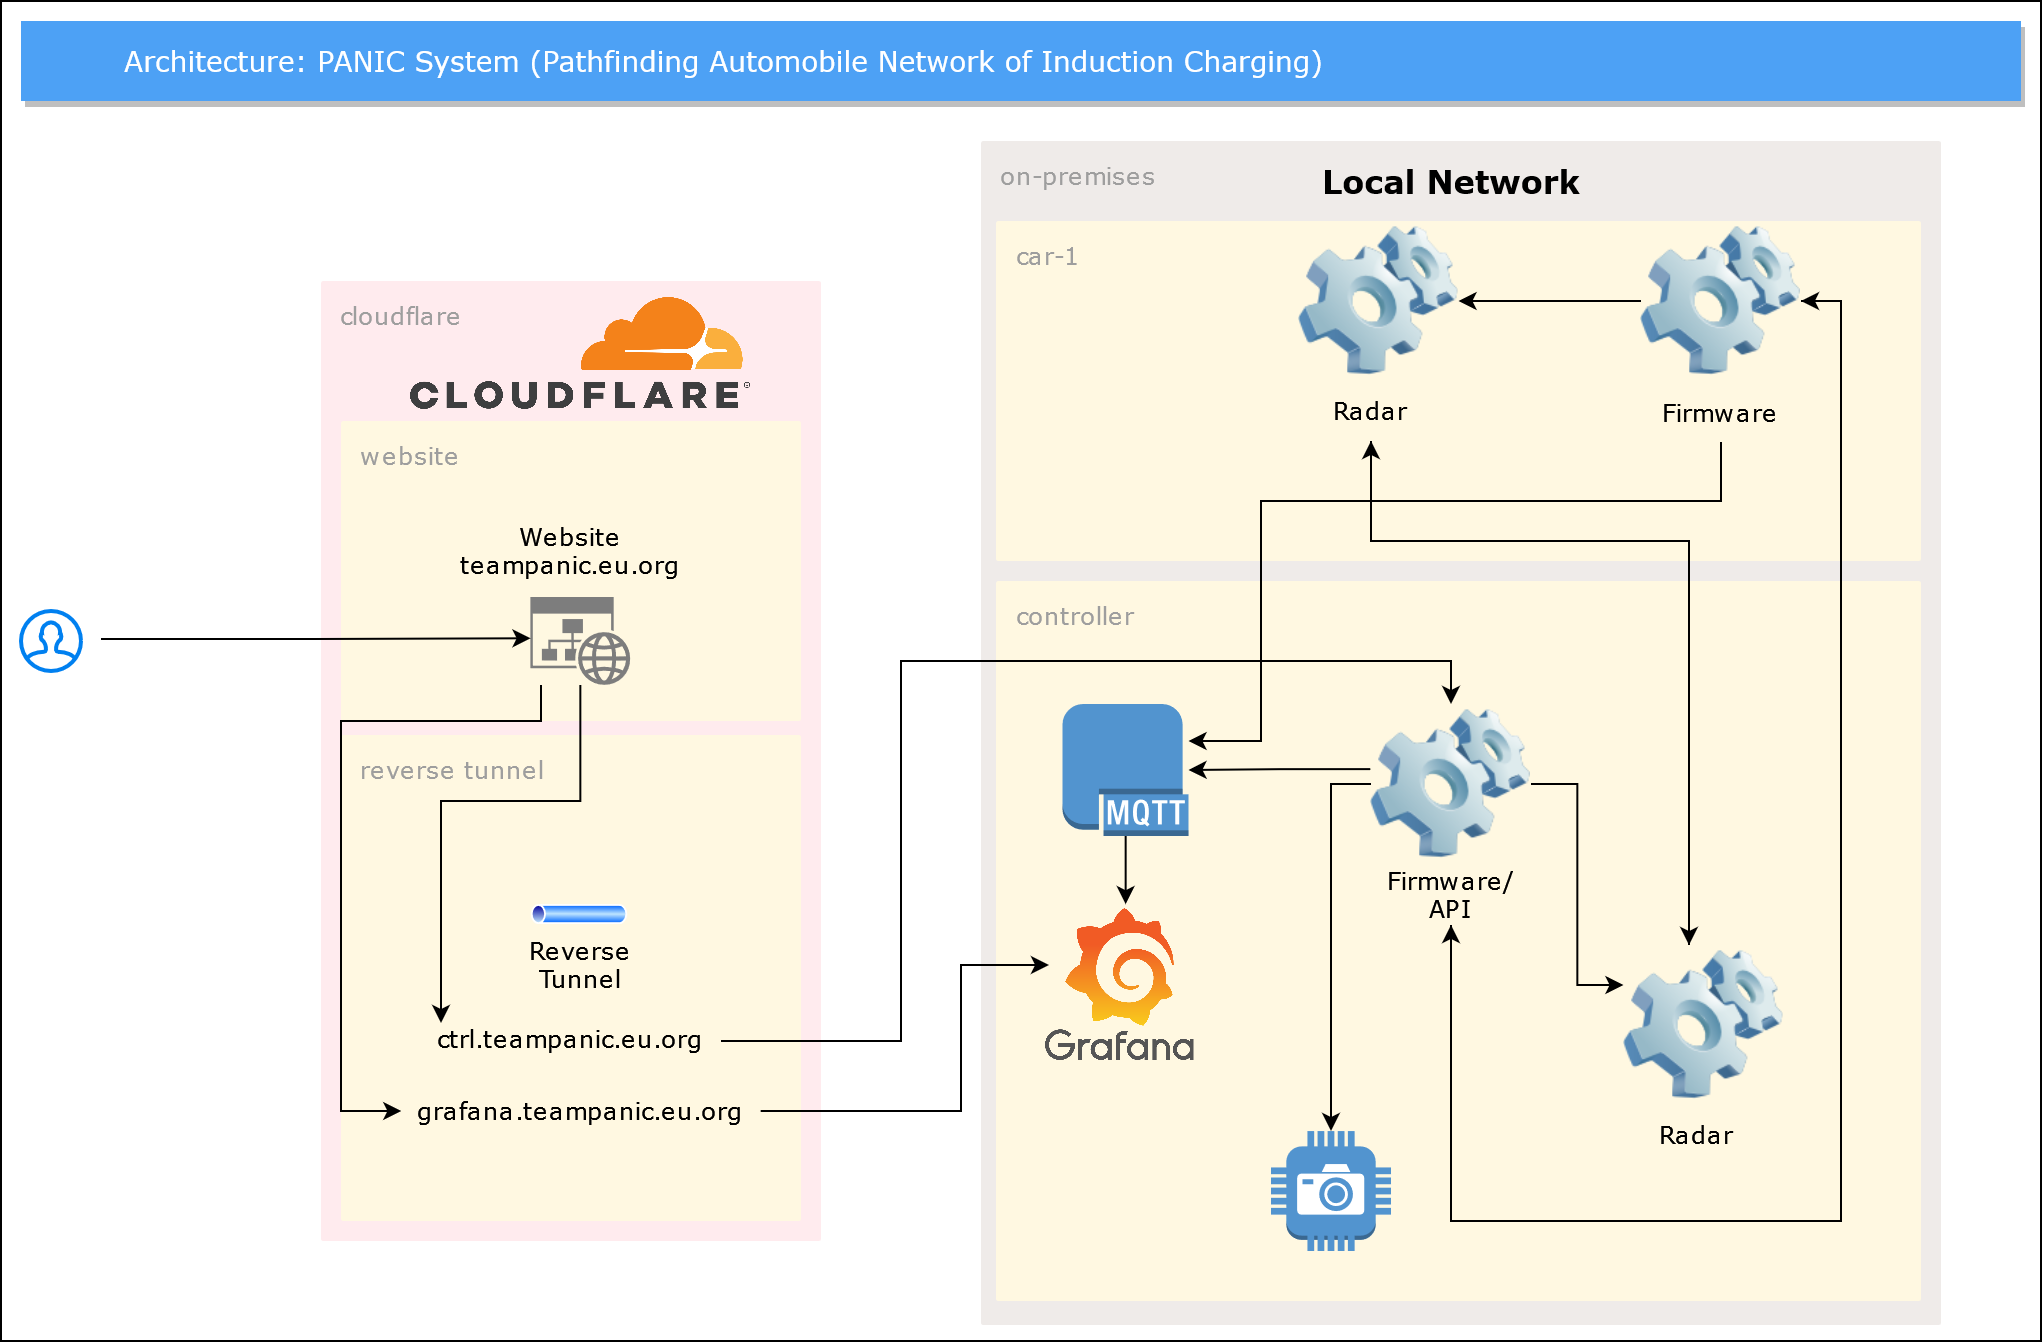 Architecture: PANIC System (Pathfinding Automobile Network of Induction Charging)
cloudflare
CLOUDFLARE
website
Website
teampanic.eu.org
reverse tunnel
Reverse
Tunnel
ctrl.teampanic.eu.org
grafana.teampanic.eu.org
on-premises
Local Network
car-1
Radar
Firmware
controller
MQTT
Firmware/
API
Grafana
Radar